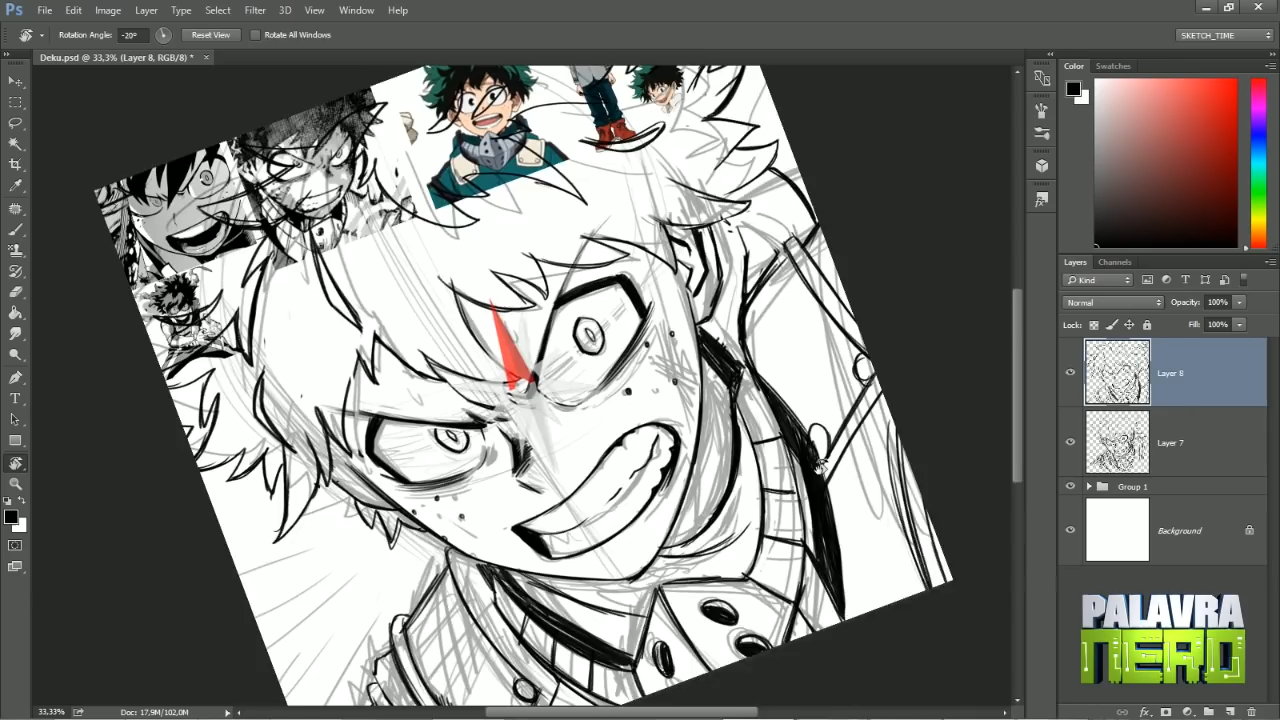 Ps File Edit Image Layer Type Select Filter 3D View Window Help
Rotation Angle: -20° Reset View Rotate All Windows SKETCH_TIME
Deku.psd @ 33,3% (Layer 8, RGB/8) * ×
Color Swatches
Layers Channels
Kind
Normal Opacity: 100%
Lock: Fill: 100%
Layer 8
Layer 7
Group 1
Background
PALAVRA
NERD
33,33% Doc: 17,9M/102,0M